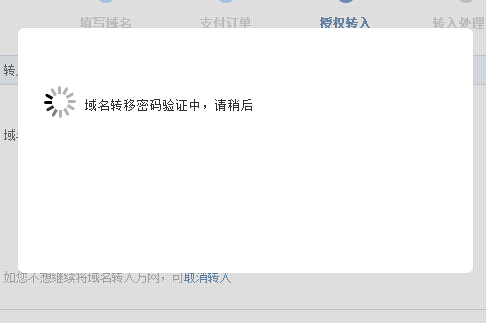 填写域名 支付订单 授权转入 转入处理
转入
域名转移密码验证中，请稍后
域名
如您不想继续将域名转入万网，可取消转入